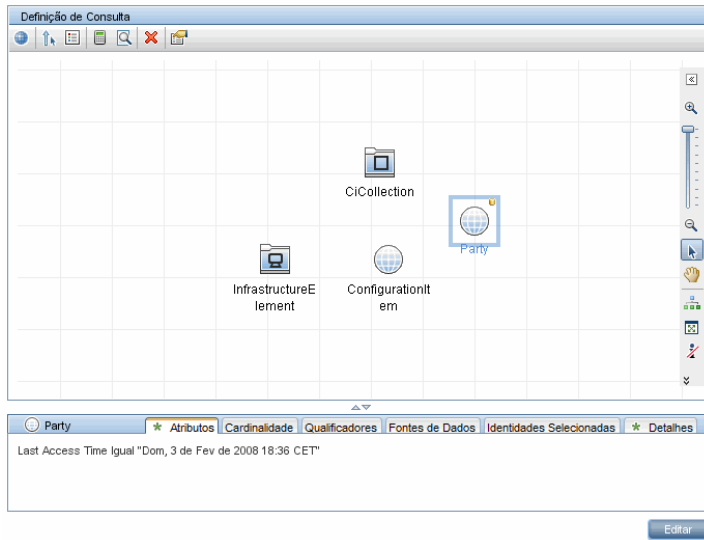 Definição de Consulta
CiCollection
Party
InfrastructureE
lement
ConfigurationIt
em
Party
* Atributos
Cardinalidade
Qualificadores
Fontes de Dados
Identidades Selecionadas
* Detalhes
Last Access Time Igual "Dom, 3 de Fev de 2008 18:36 CET"
Editar